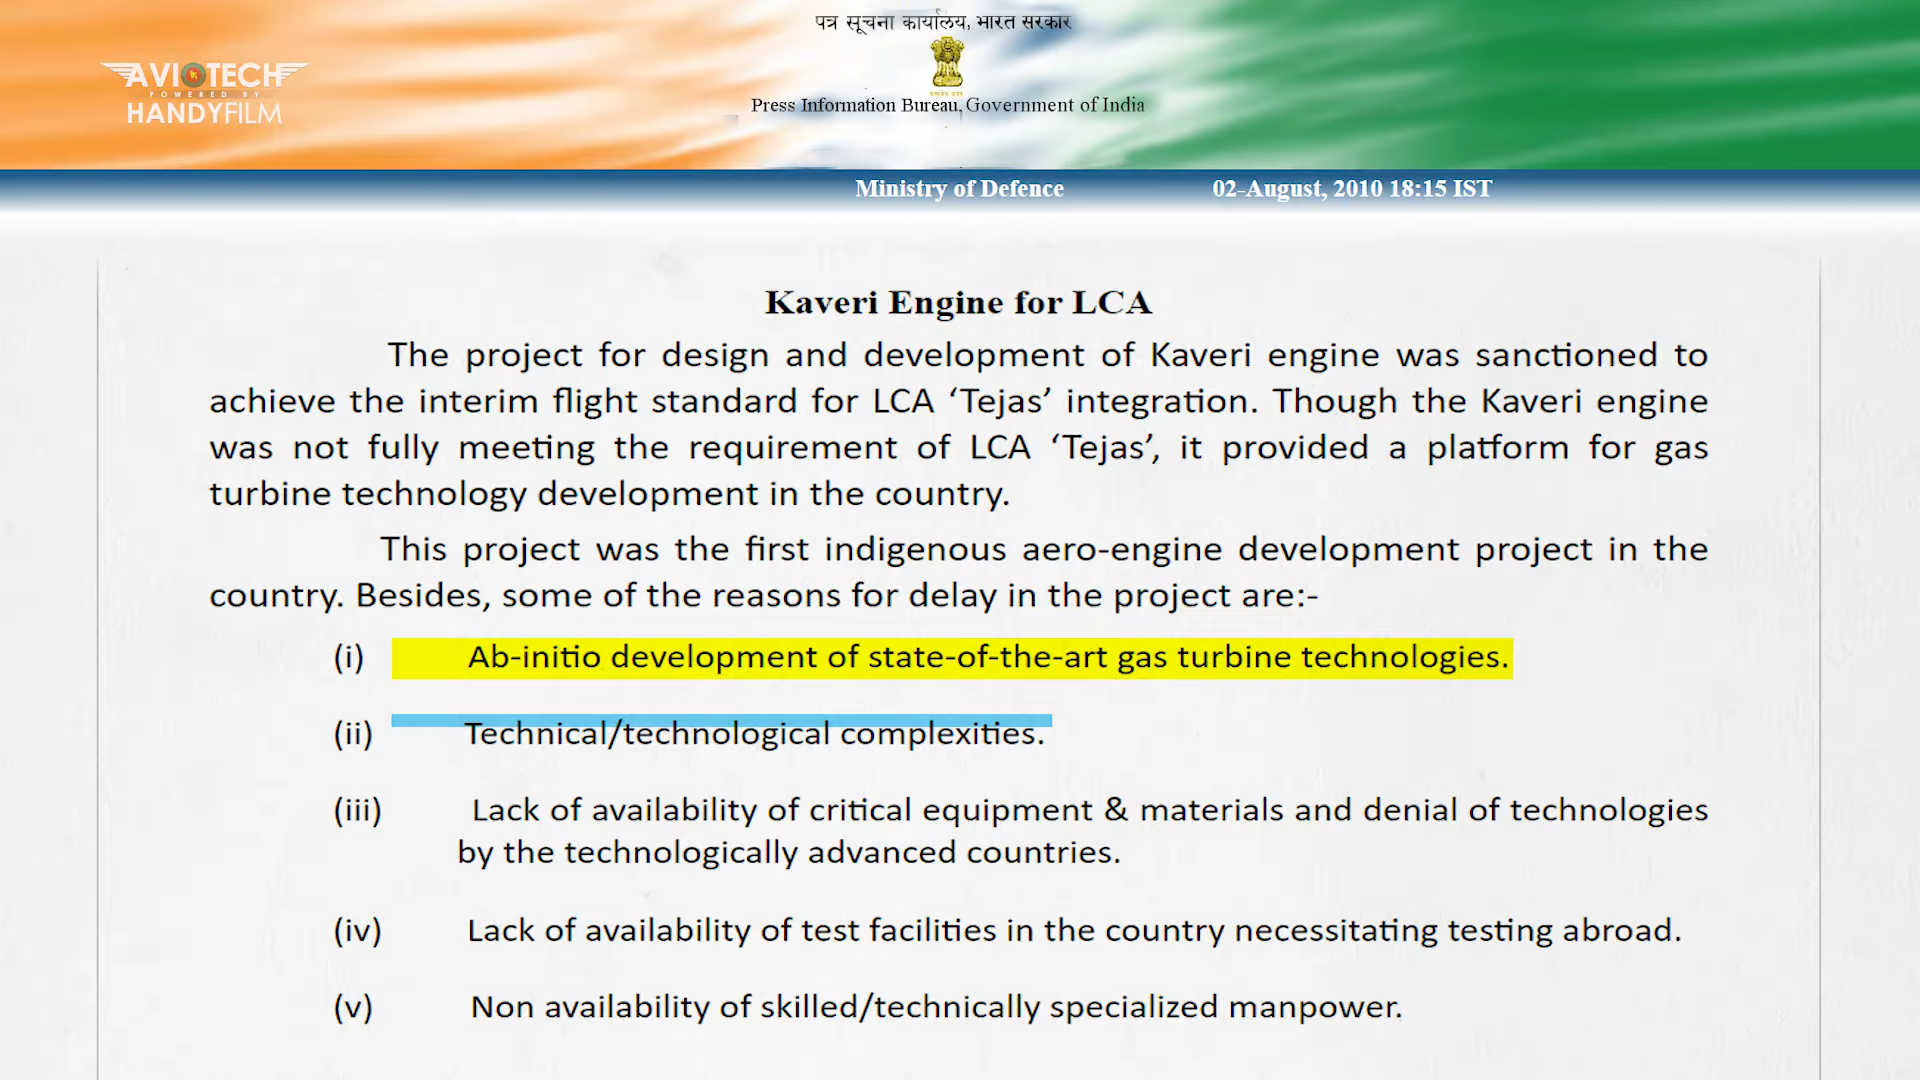 पत्र सूचना कार्यालय, भारत सरकार
AVIOTECH
POWERED BY
HANDYFILM
Press Information Bureau, Government of India
Ministry of Defence 02-August, 2010 18:15 IST
Kaveri Engine for LCA
The project for design and development of Kaveri engine was sanctioned to
achieve the interim flight standard for LCA ‘Tejas’ integration. Though the Kaveri engine
was not fully meeting the requirement of LCA ‘Tejas’, it provided a platform for gas
turbine technology development in the country.
This project was the first indigenous aero-engine development project in the
country. Besides, some of the reasons for delay in the project are:-
(i) Ab-initio development of state-of-the-art gas turbine technologies.
(ii) Technical/technological complexities.
(iii) Lack of availability of critical equipment & materials and denial of technologies
by the technologically advanced countries.
(iv) Lack of availability of test facilities in the country necessitating testing abroad.
(v) Non availability of skilled/technically specialized manpower.